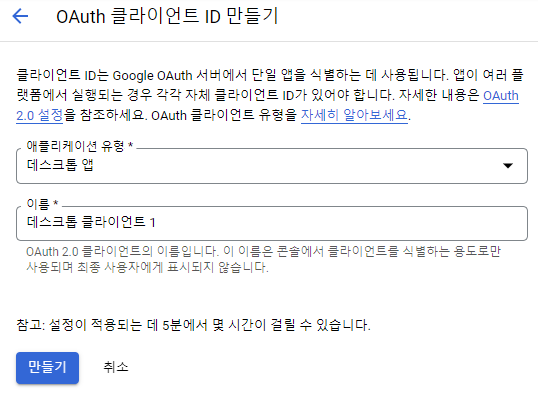 OAuth 클라이언트 ID 만들기
클라이언트 ID는 Google OAuth 서버에서 단일 앱을 식별하는 데 사용됩니다. 앱이 여러 플
랫폼에서 실행되는 경우 각각 자체 클라이언트 ID가 있어야 합니다. 자세한 내용은 OAuth
2.0 설정을 참조하세요. OAuth 클라이언트 유형을 자세히 알아보세요.
애플리케이션 유형 *
데스크톱 앱
이름 *
데스크톱 클라이언트 1
OAuth 2.0 클라이언트의 이름입니다. 이 이름은 콘솔에서 클라이언트를 식별하는 용도로만
사용되며 최종 사용자에게 표시되지 않습니다.
참고: 설정이 적용되는 데 5분에서 몇 시간이 걸릴 수 있습니다.
만들기 취소